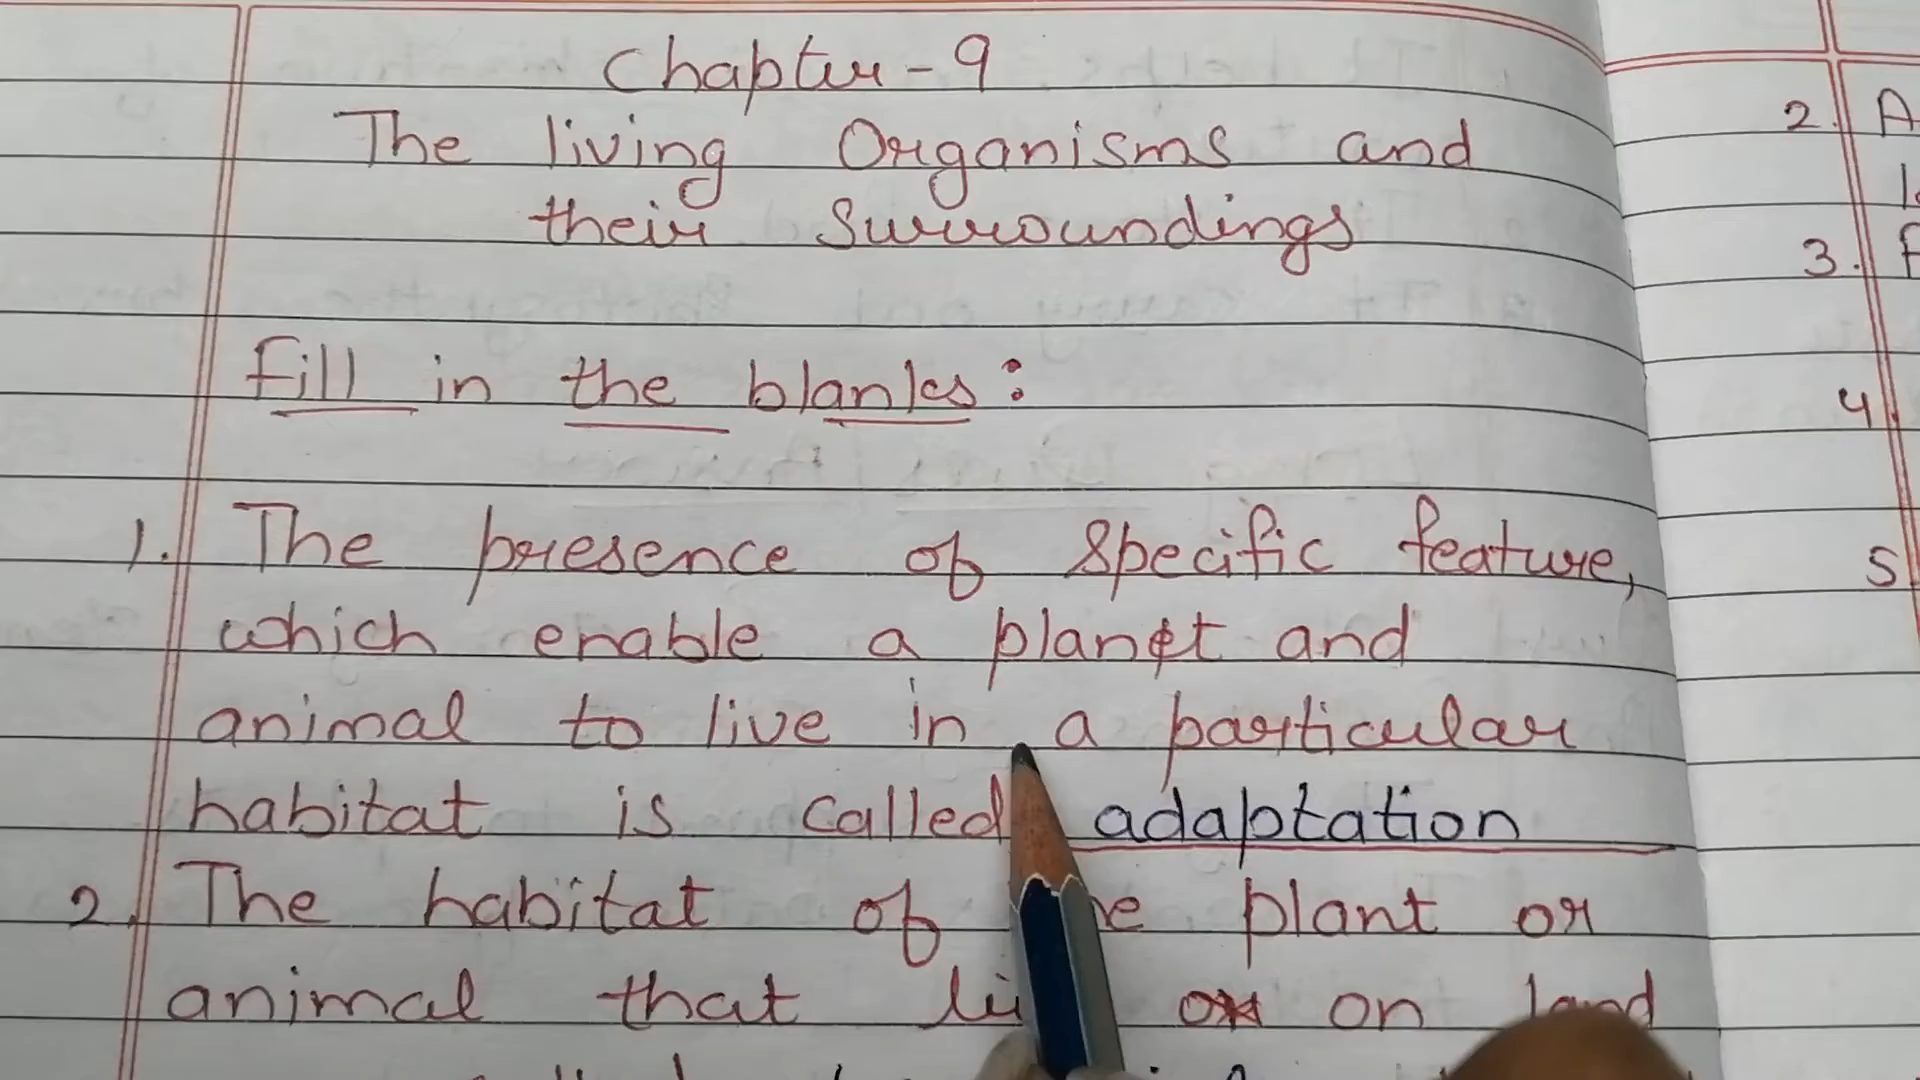 Chapter-9
The living Organisms and
their Surroundings
Fill in the blanks:
1. The presence of specific feature,
which enable a plant and
animal to live in a particular
habitat is called adaptation
2. The habitat of plant or
animal that on land
2.
3.
4.
5